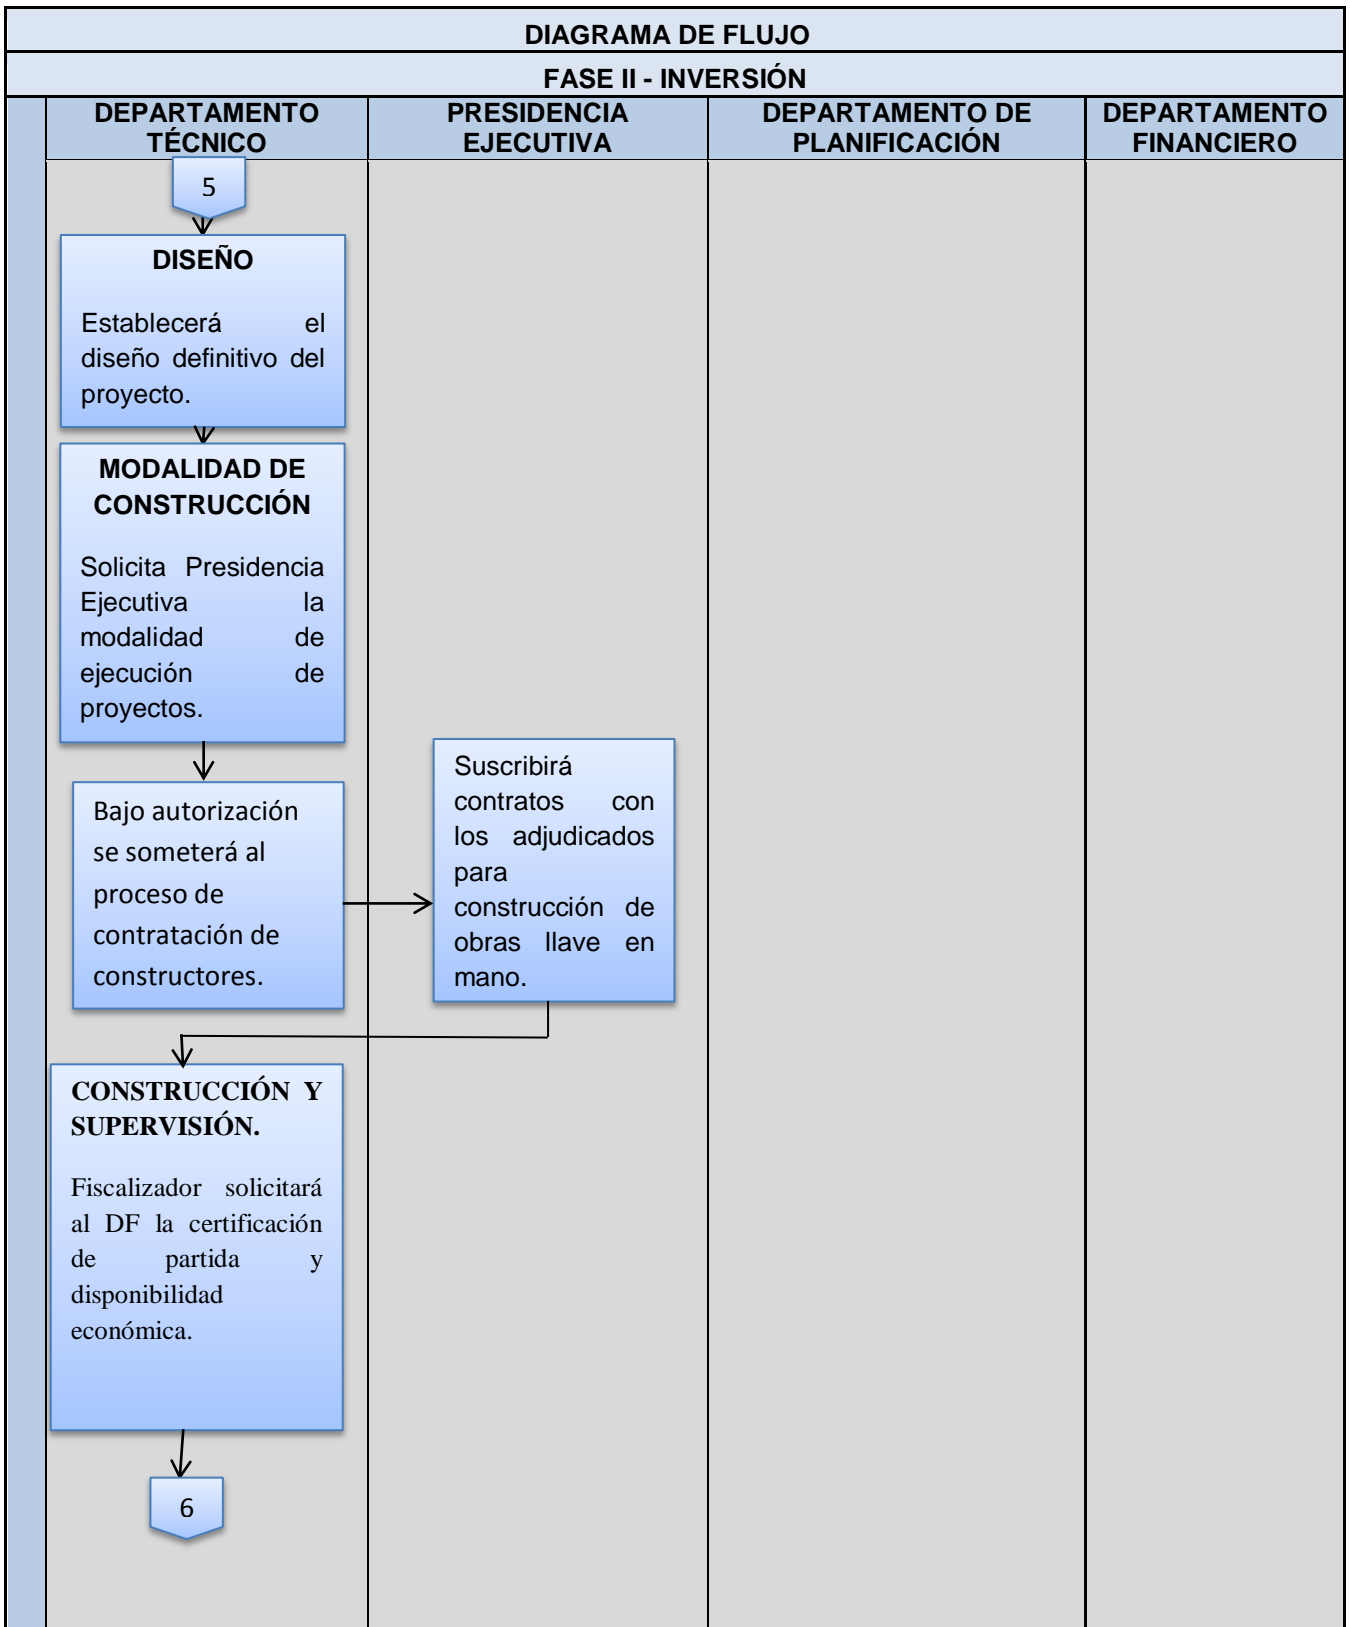 DIAGRAMA DE FLUJO
FASE II - INVERSIÓN
DEPARTAMENTO
TÉCNICO
PRESIDENCIA
EJECUTIVA
DEPARTAMENTO DE
PLANIFICACIÓN
DEPARTAMENTO
FINANCIERO
5
DISEÑO
Establecerá el
diseño definitivo del
proyecto.
MODALIDAD DE
CONSTRUCCIÓN
Solicita Presidencia
Ejecutiva la
modalidad de
ejecución de
proyectos.
Bajo autorización
se someterá al
proceso de
contratación de
constructores.
Suscribirá
contratos con
los adjudicados
para
construcción de
obras llave en
mano.
CONSTRUCCIÓN Y
SUPERVISIÓN.
Fiscalizador solicitará
al DF la certificación
de partida y
disponibilidad
económica.
6